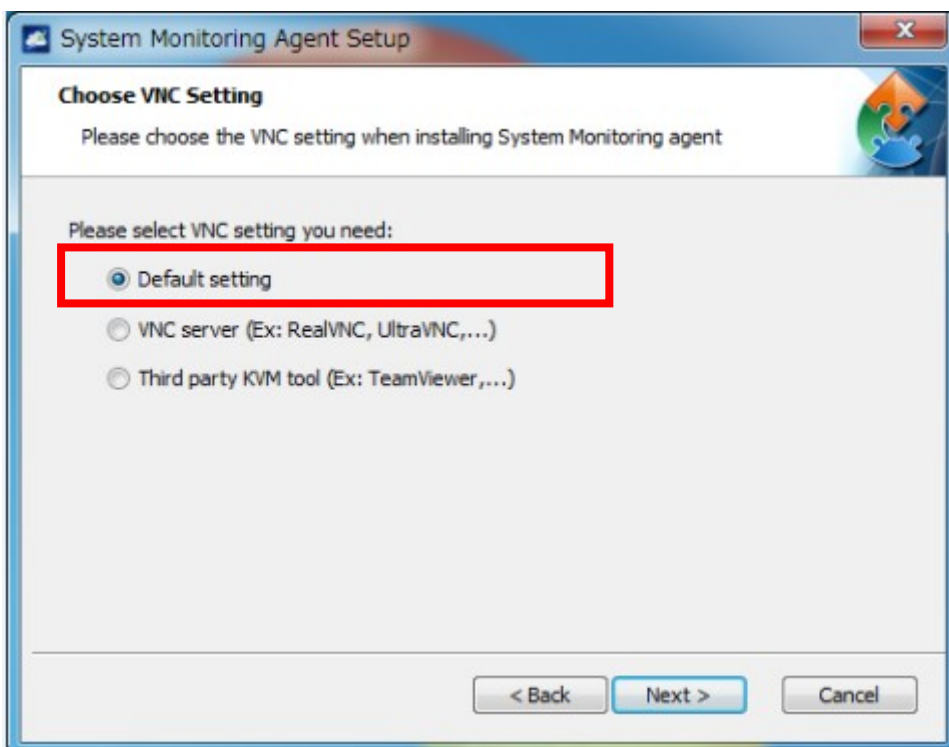 System Monitoring Agent Setup
Choose VNC Setting
Please choose the VNC setting when installing System Monitoring agent
Please select VNC setting you need:
Default setting
VNC server (Ex: RealVNC, UltraVNC,...)
Third party KVM tool (Ex: TeamViewer,...)
< Back Next > Cancel